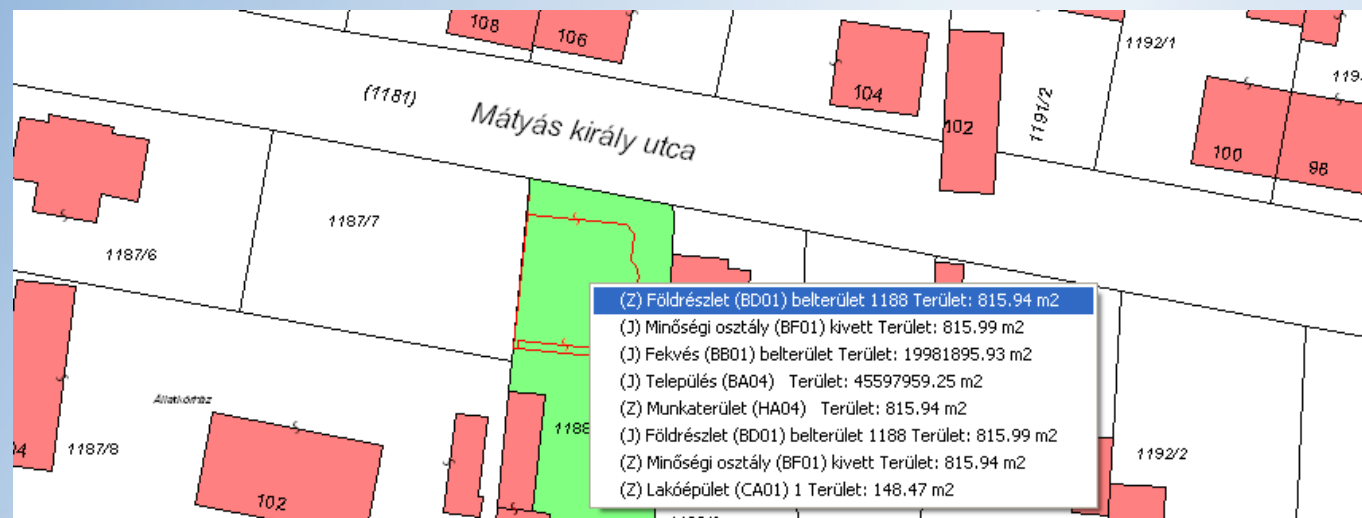 108
106
104
102
1191/2
1192/1
119
100
98
(1181)
Mátyás király utca
1187/6
1187/7
(Z) Földrészlet (BD01) belterület 1188 Terület: 815.94 m2
(J) Minőségi osztály (BF01) kivett Terület: 815.99 m2
(J) Fekvés (BB01) belterület Terület: 19981895.93 m2
(J) Település (BA04) Terület: 45597959.25 m2
(Z) Munkaterület (HA04) Terület: 815.94 m2
(J) Földrészlet (BD01) belterület 1188 Terület: 815.99 m2
(Z) Minőségi osztály (BF01) kivett Terület: 815.94 m2
(Z) Lakóépület (CA01) 1 Terület: 148.47 m2
Állatkórház
1188
4
1187/8
102
1192/2